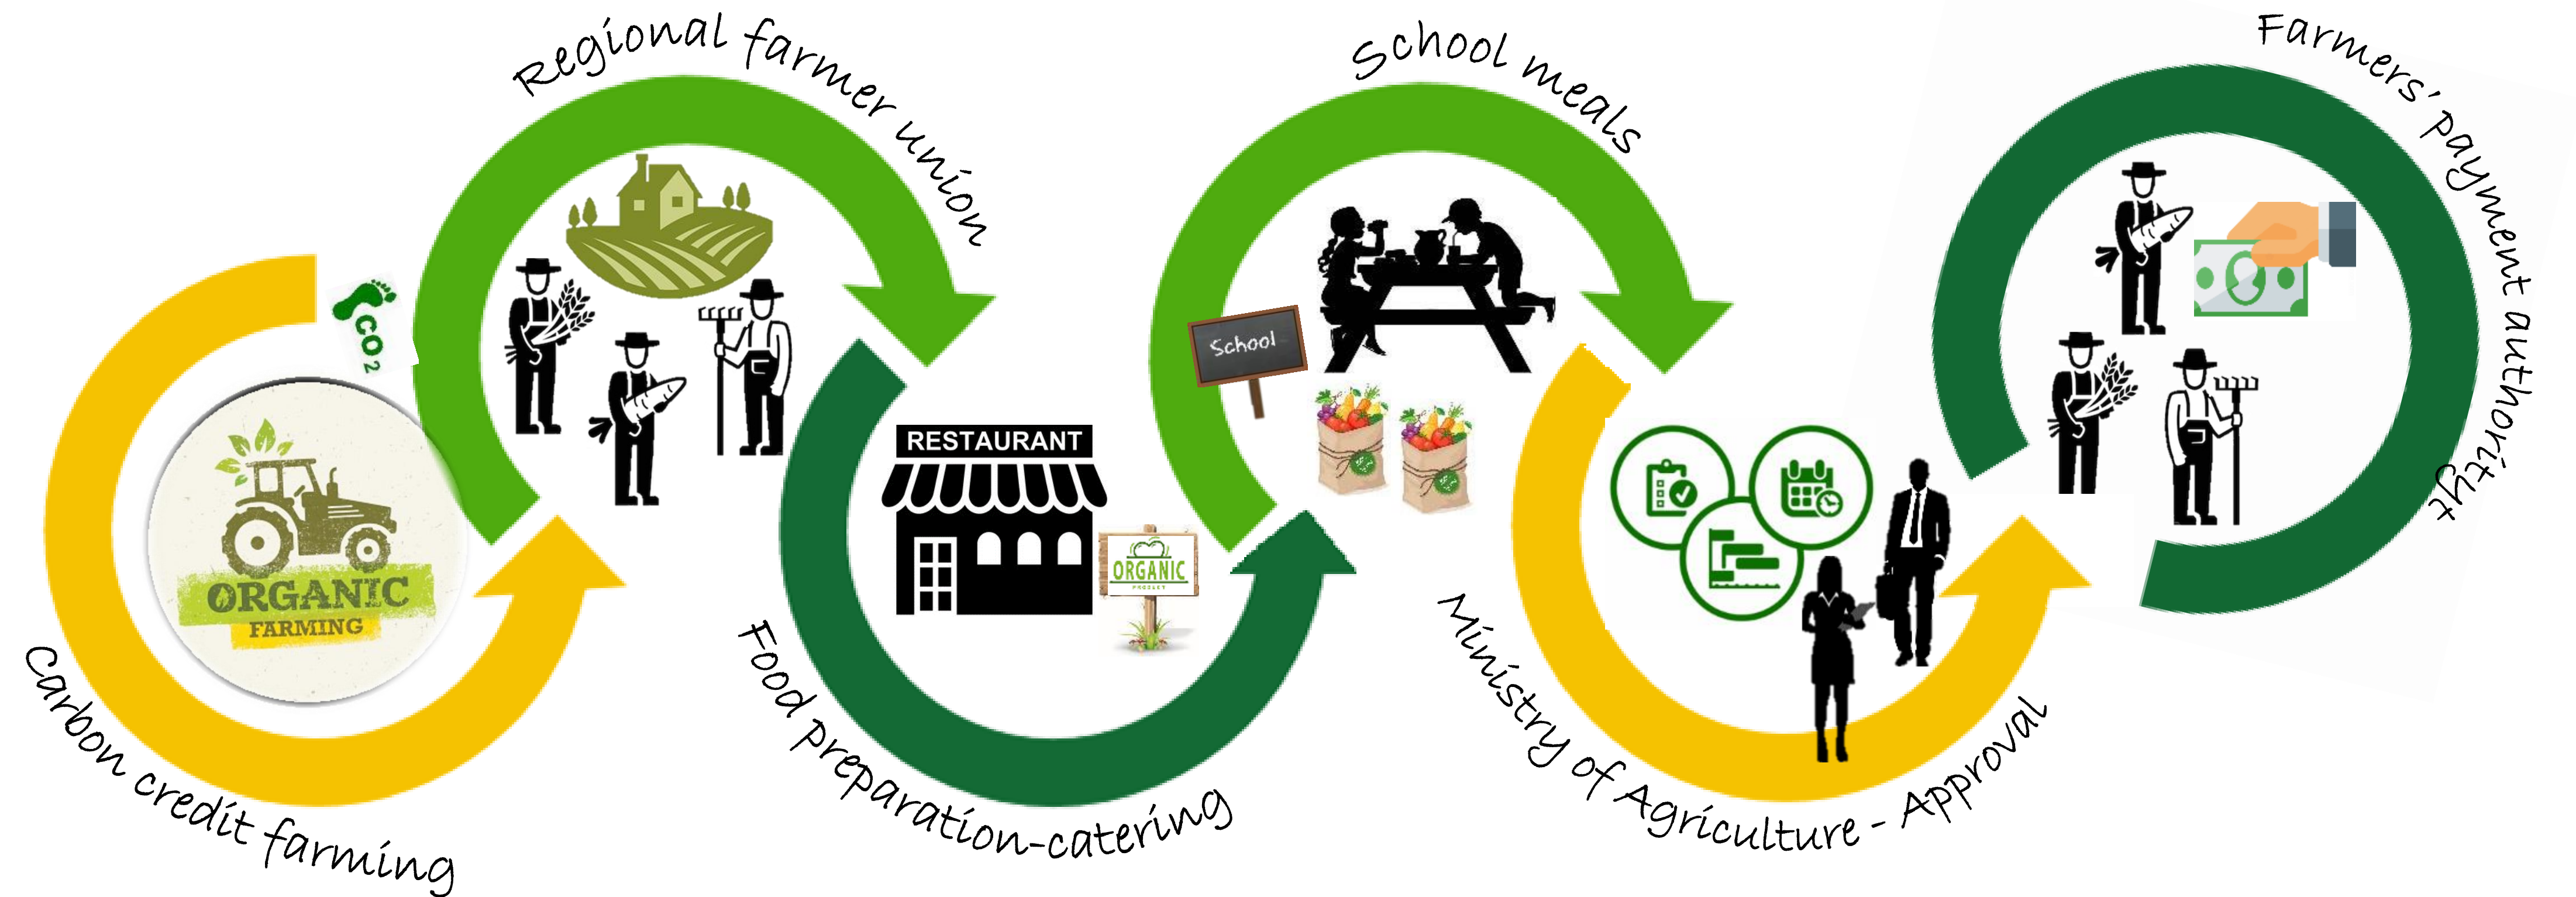 Carbon credit farming
CO2
ORGANIC
FARMING
Regional farmer union
Food preparation-catering
RESTAURANT
ORGANIC
School meals
School
Ministry of Agriculture - Approval
Farmers' payment authorityt